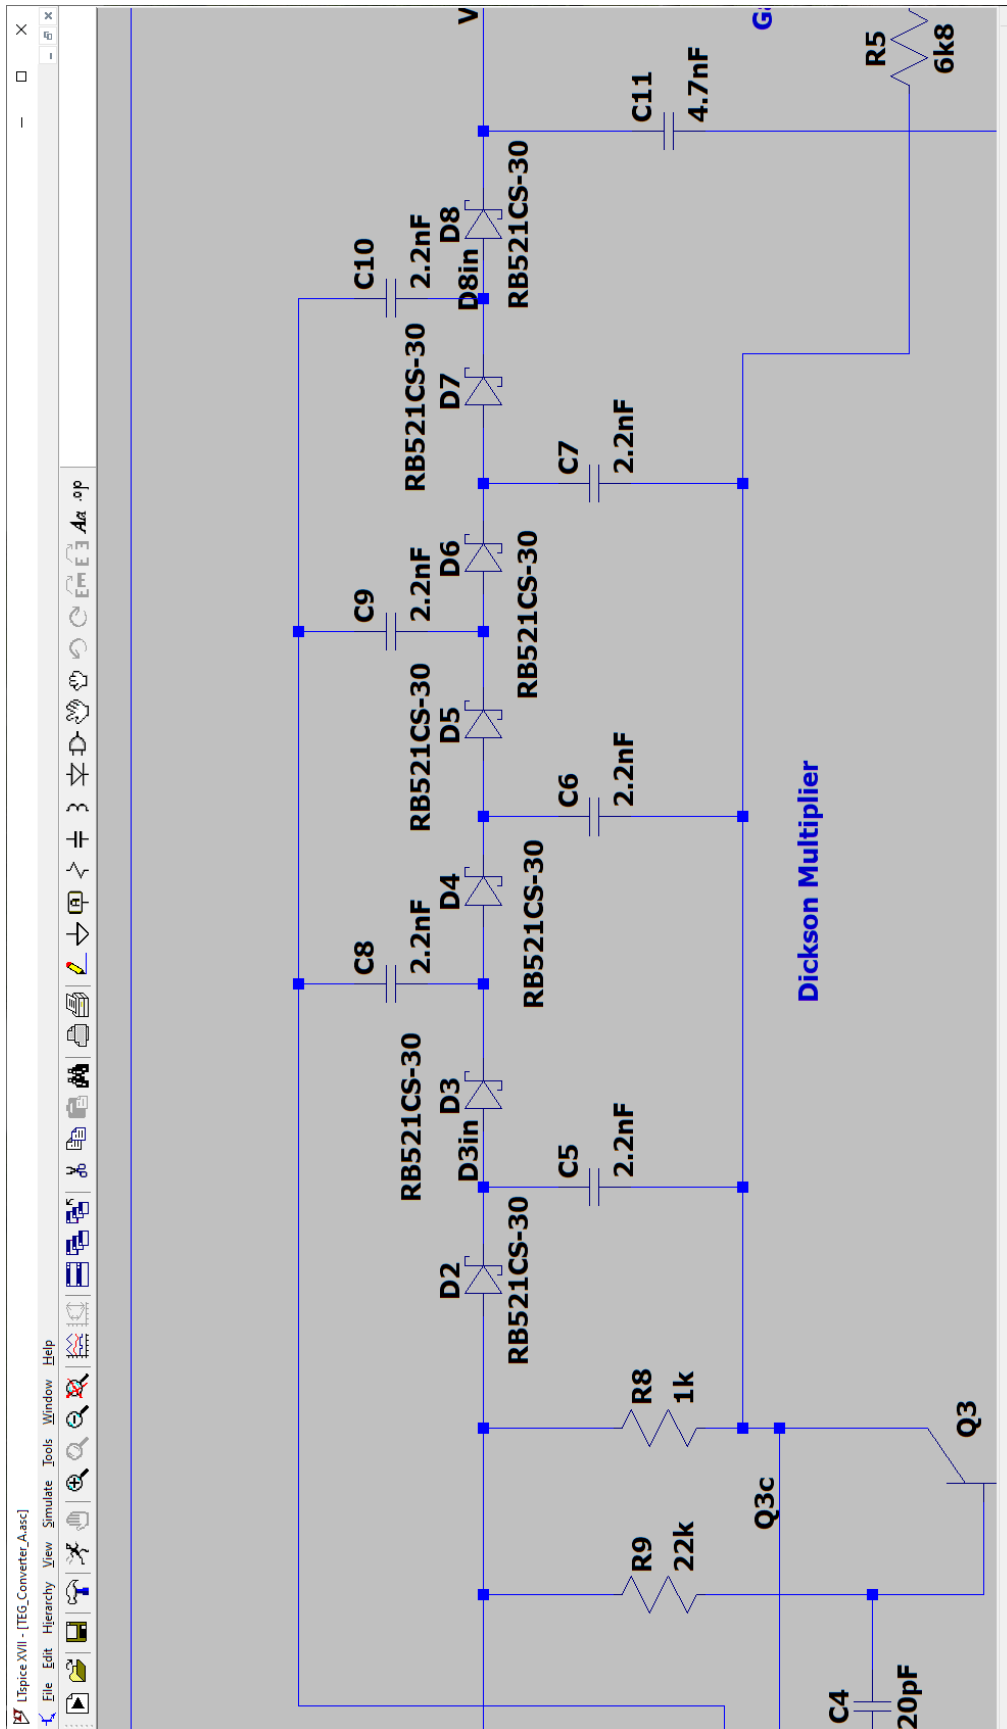 LTspice XVII - [TEG_Converter_A.asc]
File Edit Hierarchy View Simulate Tools Window Help
Aa .op
C10
2.2nF
C9
2.2nF
C8
2.2nF
RB521CS-30
RB521CS-30
RB521CS-30
D2
D3in
D3
D4
D5
D6
D7
D8in
D8
V
RB521CS-30
RB521CS-30
RB521CS-30
RB521CS-30
C11
4.7nF
R9
22k
R8
1k
C5
2.2nF
C6
2.2nF
C7
2.2nF
Ga
Q3c
Dickson Multiplier
R5
6k8
C4
20pF
Q3